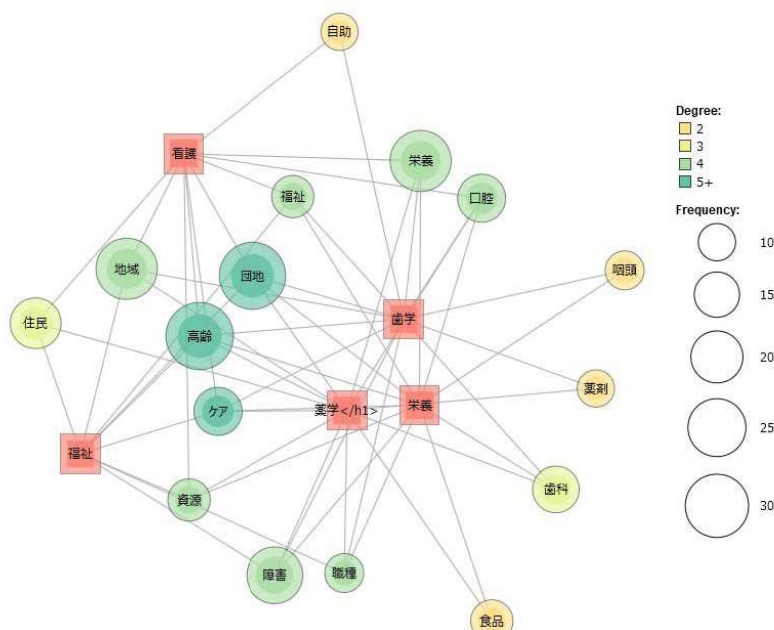 自助
看護
栄養
福祉
口腔
地域
団地
咽頭
住民
高齢
歯学
ケア
薬学</h1>
栄養
薬剤
福祉
資源
歯科
障害
職種
食品
Degree:
2
3
4
5+
Frequency:
10
15
20
25
30